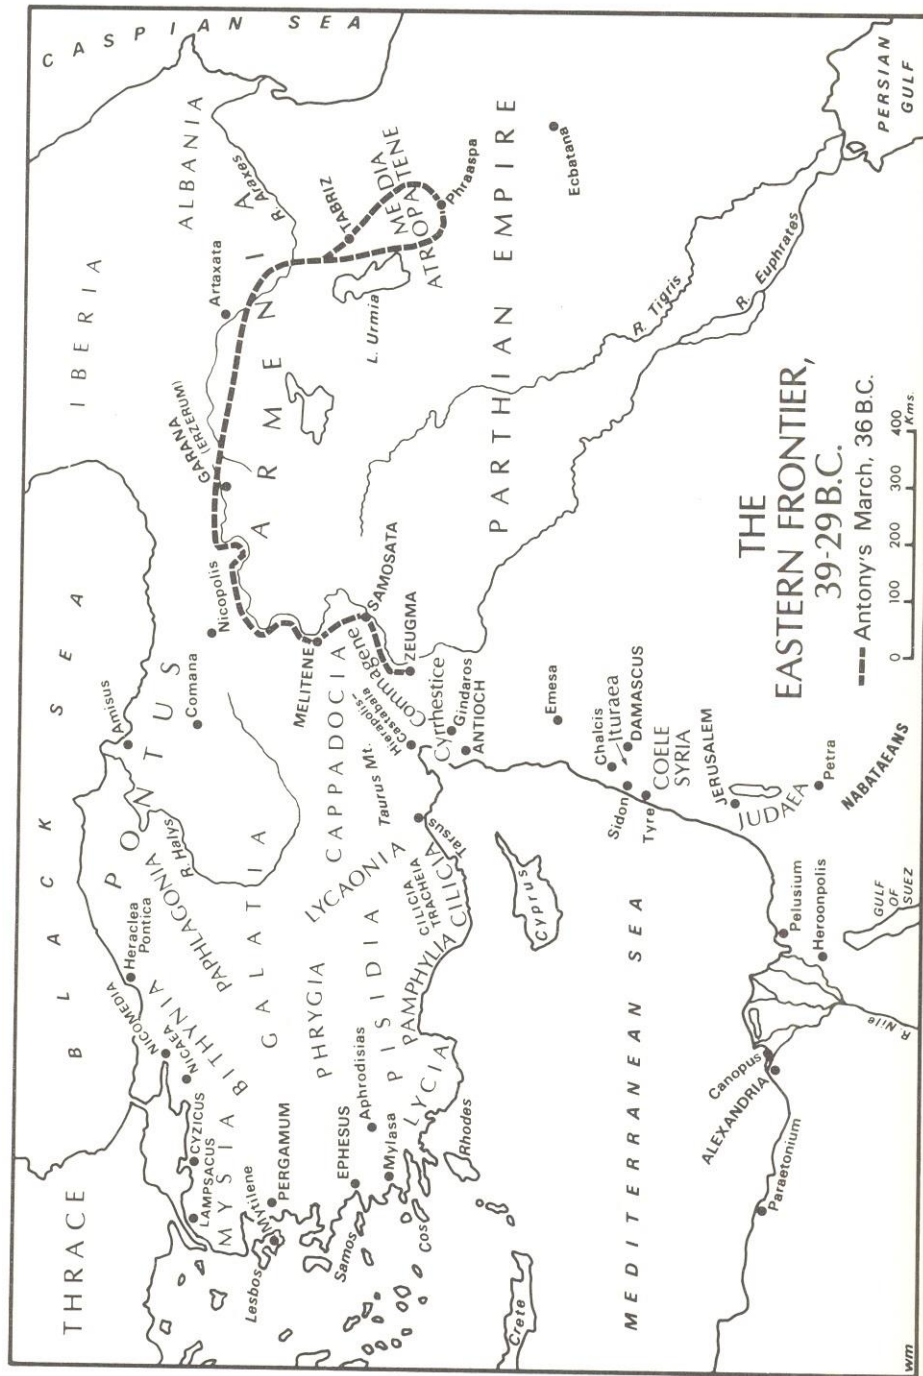 CASPIAN SEA
IBERIA
ALBANIA
R. Araxes
Artaxata
ARMENIA
GARANA
(ERZERUM)
TABRIZ
MEDIA
ATROPATENE
Phraaspa
L. Urmia
Ecbatana
PARTHIAN EMPIRE
PERSIAN
GULF
R. Tigris
R. Euphrates
BLACK SEA
THRACE
Amisus
PONTUS
Nicopolis
Comana
MELITENE
SAMOSATA
ZEUGMA
Commagene
CAPPADOCIA
Hierapolis-
Castabala
Cyrrhestice
Gindaros
ANTIOCH
Taurus Mt.
Tarsus
LYCAONIA
CILICIA
TRACHEIA
CILICIA
PAMPHYLIA
PISIDIA
LYCIA
PHRYGIA
GALATIA
R. Halys
PAPHLAGONIA
Heraclea
Pontica
BITHYNIA
NICOMEDIA
NICAEA
CYZICUS
LAMPSACUS
MYSIA
Mytilene
Lesbos
PERGAMUM
EPHESUS
Aphrodisias
Samos
Mylasa
Cos
Rhodes
Crete
Cyprus
MEDITERRANEAN SEA
Emesa
Chalcis
Ituraea
DAMASCUS
Sidon
Tyre
COELE
SYRIA
JERUSALEM
JUDAEA
Petra
NABATAEANS
Pelusium
Heroonpolis
GULF
OF
SUEZ
R. Nile
Canopus
ALEXANDRIA
Paraetonium
THE
EASTERN FRONTIER,
39-29 B.C.
Antony's March, 36 B.C.
0 100 200 300 400
Kms.
wm